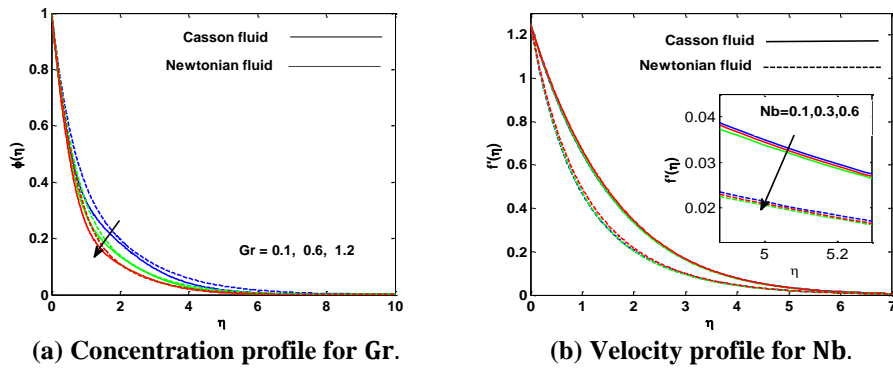 Casson fluid
Newtonian fluid
Gr = 0.1, 0.6, 1.2
ϕ(η)
1
0.8
0.6
0.4
0.2
0
0 2 4 6 8 10
η
(a) Concentration profile for Gr.
Casson fluid
Newtonian fluid
f'(η)
1.2
1
0.8
0.6
0.4
0.2
0
0 1 2 3 4 5 6 7
η
Nb=0.1,0.3,0.6
f'(η)
0.04
0.03
0.02
5 5.2
η
(b) Velocity profile for Nb.